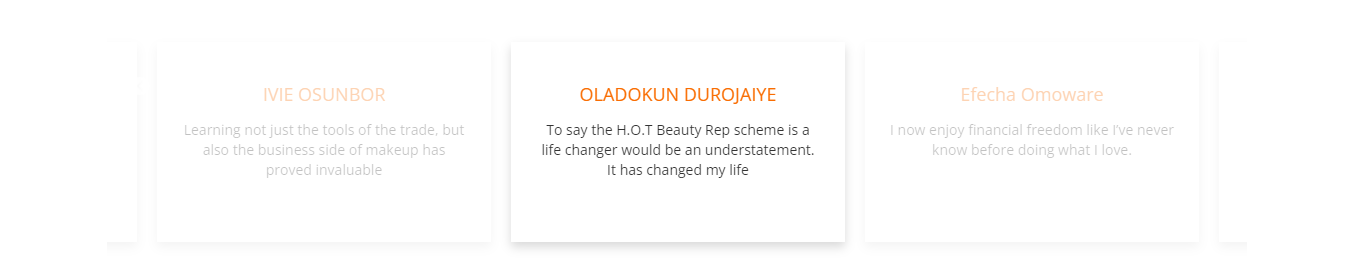 IVIE OSUNBOR
Learning not just the tools of the trade, but
also the business side of makeup has
proved invaluable
OLADOKUN DUROJAIYE
To say the H.O.T Beauty Rep scheme is a
life changer would be an understatement.
It has changed my life
Efecha Omoware
I now enjoy financial freedom like I've never
know before doing what I love.